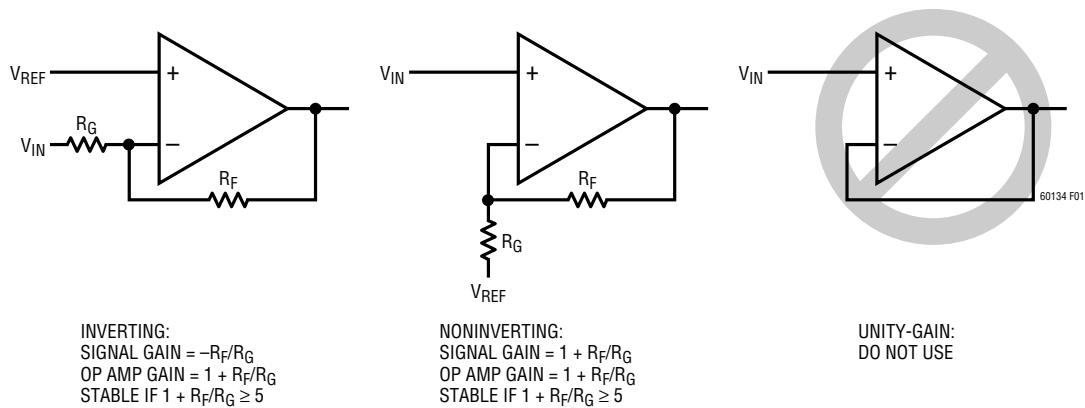 V_REF
+
R_G
V_IN
−
R_F
INVERTING:
SIGNAL GAIN = –R_F/R_G
OP AMP GAIN = 1 + R_F/R_G
STABLE IF 1 + R_F/R_G ≥ 5
V_IN
+
−
R_F
R_G
V_REF
NONINVERTING:
SIGNAL GAIN = 1 + R_F/R_G
OP AMP GAIN = 1 + R_F/R_G
STABLE IF 1 + R_F/R_G ≥ 5
V_IN
+
−
60134 F01
UNITY-GAIN:
DO NOT USE